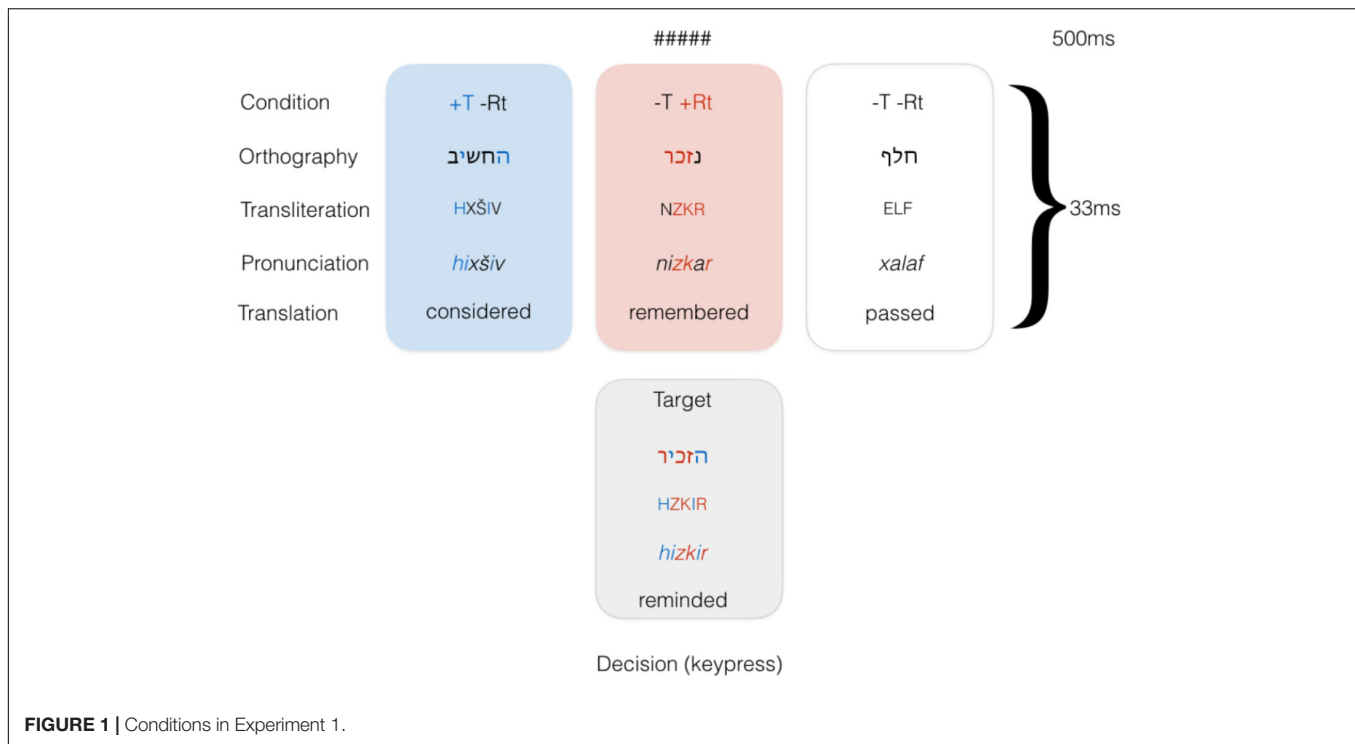 ##### 500ms
Condition +T -Rt -T +Rt -T -Rt
Orthography החשיב נזכר חלף
Transliteration HXŠIV NZKR ELF
33ms
Pronunciation hixšiv nizkar xalaf
Translation considered remembered passed
Target
הזכיר
HZKIR
hizkir
reminded
Decision (keypress)
FIGURE 1 | Conditions in Experiment 1.